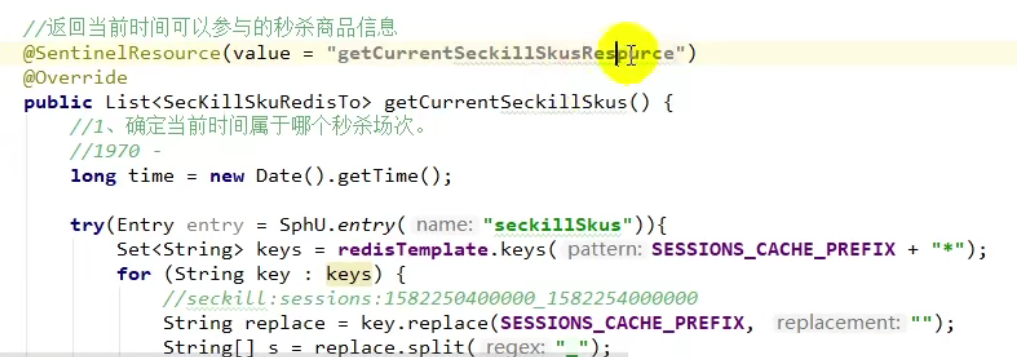 //返回当前时间可以参与的秒杀商品信息
@SentinelResource(value = "getCurrentSeckillSkusResource")
@Override
public List<SecKillSkuRedisTo> getCurrentSeckillSkus() {
//1、确定当前时间属于哪个秒杀场次。
//1970 -
long time = new Date().getTime();
try(Entry entry = SphU.entry( name: "seckillSkus")){
Set<String> keys = redisTemplate.keys( pattern: SESSIONS_CACHE_PREFIX + "*");
for (String key : keys) {
//seckill:sessions:1582250400000_1582254000000
String replace = key.replace(SESSIONS_CACHE_PREFIX, replacement: "");
String[] s = replace.split( regex: "_");